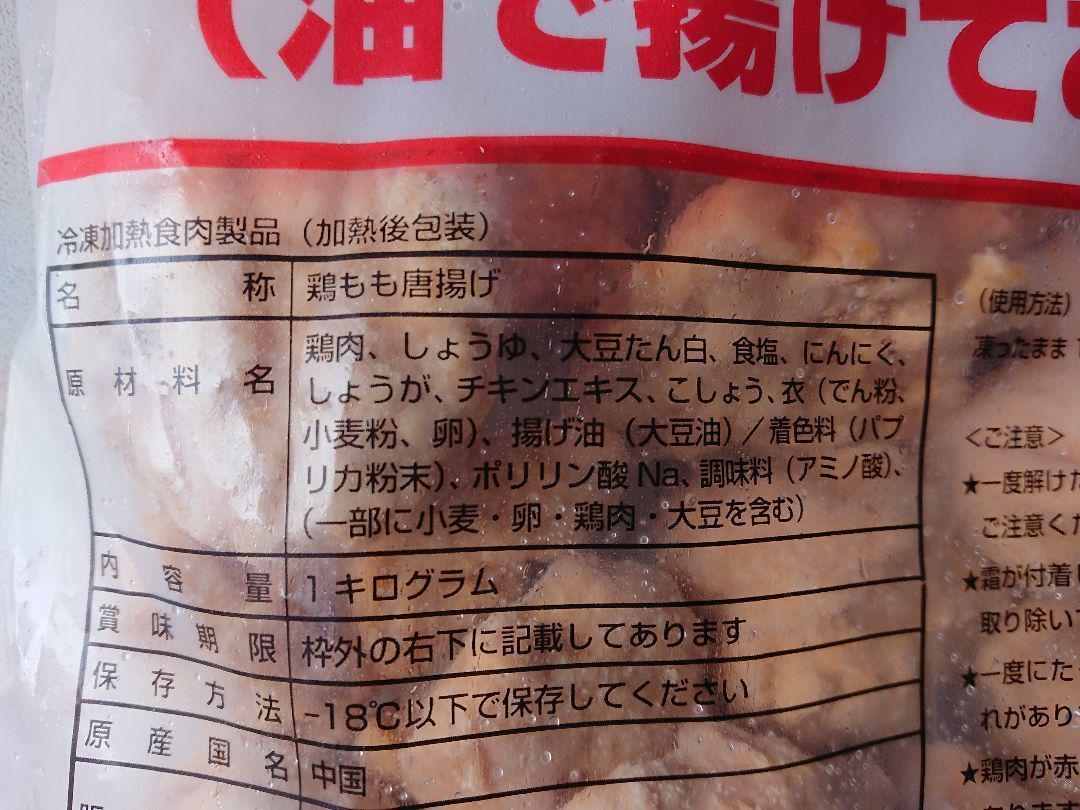 （油で揚げてあ
冷凍加熱食肉製品（加熱後包装）
名称 鶏もも唐揚げ
原材料名 鶏肉、しょうゆ、大豆たん白、食塩、にんにく、
しょうが、チキンエキス、こしょう、衣（でん粉、
小麦粉、卵）、揚げ油（大豆油）／着色料（パプ
リカ粉末）、ポリリン酸Na、調味料（アミノ酸）、
（一部に小麦・卵・鶏肉・大豆を含む）
内容量 1キログラム
賞味期限 枠外の右下に記載してあります
保存方法 -18℃以下で保存してください
原産国名 中国
（使用方法）
凍ったまま
＜ご注意＞
★一度解けた
ご注意くだ
★霜が付着し
取り除いて
★一度にた
れがあり
★鶏肉が赤